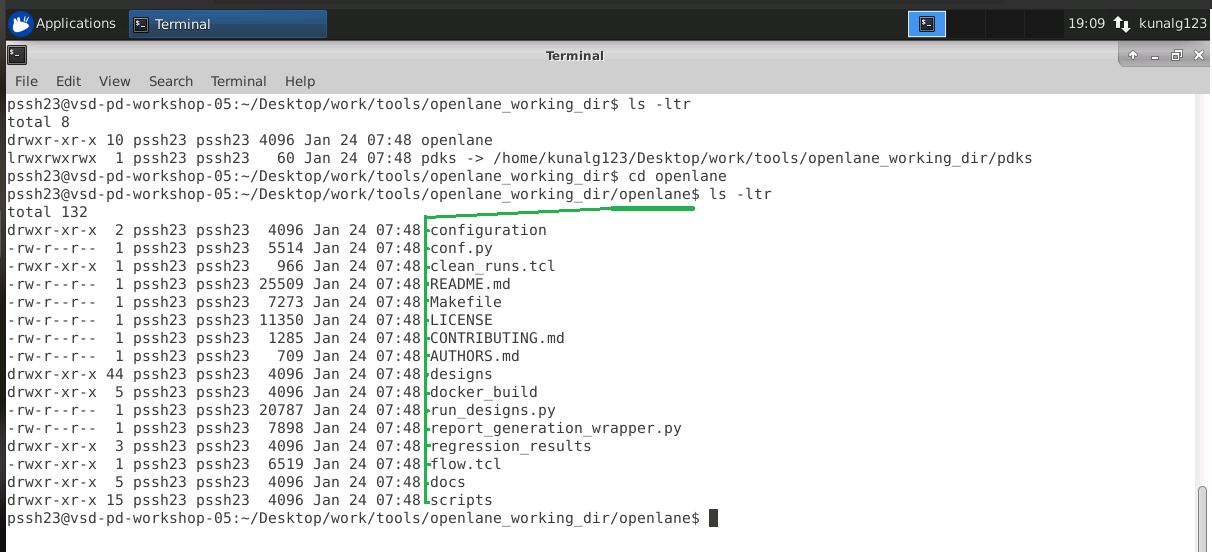 Applications Terminal 19:09 kunalg123
Terminal
File Edit View Search Terminal Help
pssh23@vsd-pd-workshop-05:~/Desktop/work/tools/openlane_working_dir$ ls -ltr
total 8
drwxr-xr-x 10 pssh23 pssh23 4096 Jan 24 07:48 openlane
lrwxrwxrwx  1 pssh23 pssh23   60 Jan 24 07:48 pdks -> /home/kunalg123/Desktop/work/tools/openlane_working_dir/pdks
pssh23@vsd-pd-workshop-05:~/Desktop/work/tools/openlane_working_dir$ cd openlane
pssh23@vsd-pd-workshop-05:~/Desktop/work/tools/openlane_working_dir/openlane$ ls -ltr
total 132
drwxr-xr-x  2 pssh23 pssh23  4096 Jan 24 07:48 configuration
-rw-r--r--  1 pssh23 pssh23  5514 Jan 24 07:48 conf.py
-rwxr-xr-x  1 pssh23 pssh23   966 Jan 24 07:48 clean_runs.tcl
-rw-r--r--  1 pssh23 pssh23 25509 Jan 24 07:48 README.md
-rw-r--r--  1 pssh23 pssh23  7273 Jan 24 07:48 Makefile
-rw-r--r--  1 pssh23 pssh23 11350 Jan 24 07:48 LICENSE
-rw-r--r--  1 pssh23 pssh23  1285 Jan 24 07:48 CONTRIBUTING.md
-rw-r--r--  1 pssh23 pssh23   709 Jan 24 07:48 AUTHORS.md
drwxr-xr-x 44 pssh23 pssh23  4096 Jan 24 07:48 designs
drwxr-xr-x  5 pssh23 pssh23  4096 Jan 24 07:48 docker_build
-rw-r--r--  1 pssh23 pssh23 20787 Jan 24 07:48 run_designs.py
-rw-r--r--  1 pssh23 pssh23  7898 Jan 24 07:48 report_generation_wrapper.py
drwxr-xr-x  3 pssh23 pssh23  4096 Jan 24 07:48 regression_results
-rwxr-xr-x  1 pssh23 pssh23  6519 Jan 24 07:48 flow.tcl
drwxr-xr-x  5 pssh23 pssh23  4096 Jan 24 07:48 docs
drwxr-xr-x 15 pssh23 pssh23  4096 Jan 24 07:48 scripts
pssh23@vsd-pd-workshop-05:~/Desktop/work/tools/openlane_working_dir/openlane$